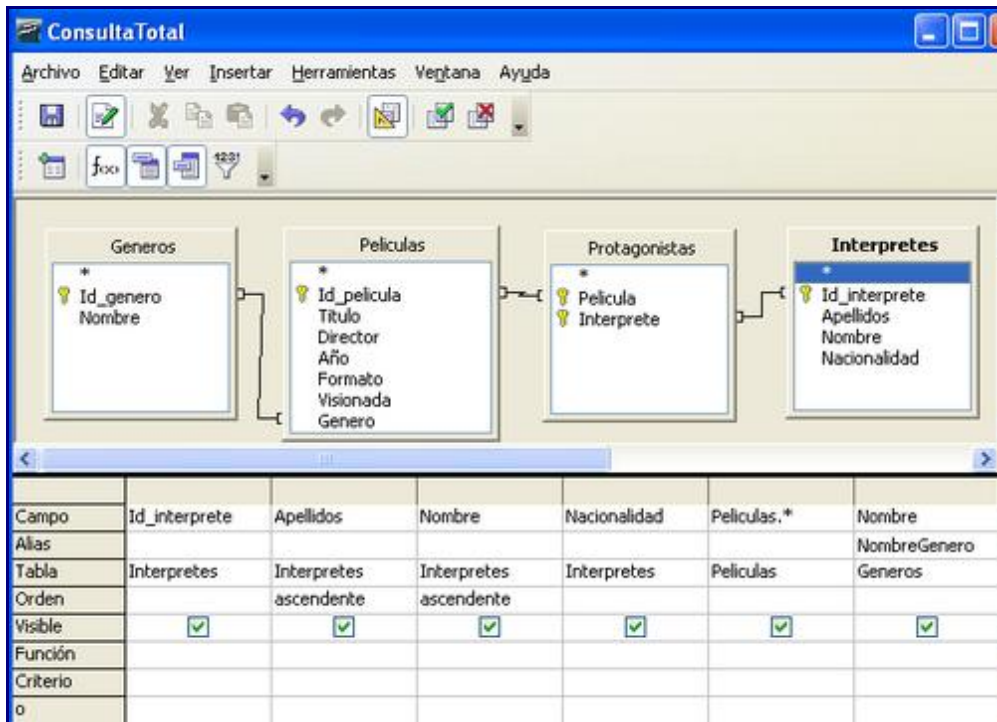 ConsultaTotal
Archivo Editar Ver Insertar Herramientas Ventana Ayuda
f(x) 1231
Generos
*
Id_genero
Nombre
Peliculas
*
Id_pelicula
Título
Director
Año
Formato
Visionada
Genero
Protagonistas
*
Pelicula
Interprete
Interpretes
*
Id_interprete
Apellidos
Nombre
Nacionalidad
Campo Id_interprete Apellidos Nombre Nacionalidad Peliculas.* Nombre
Alias NombreGenero
Tabla Interpretes Interpretes Interpretes Interpretes Peliculas Generos
Orden ascendente ascendente
Visible
Función
Criterio
o